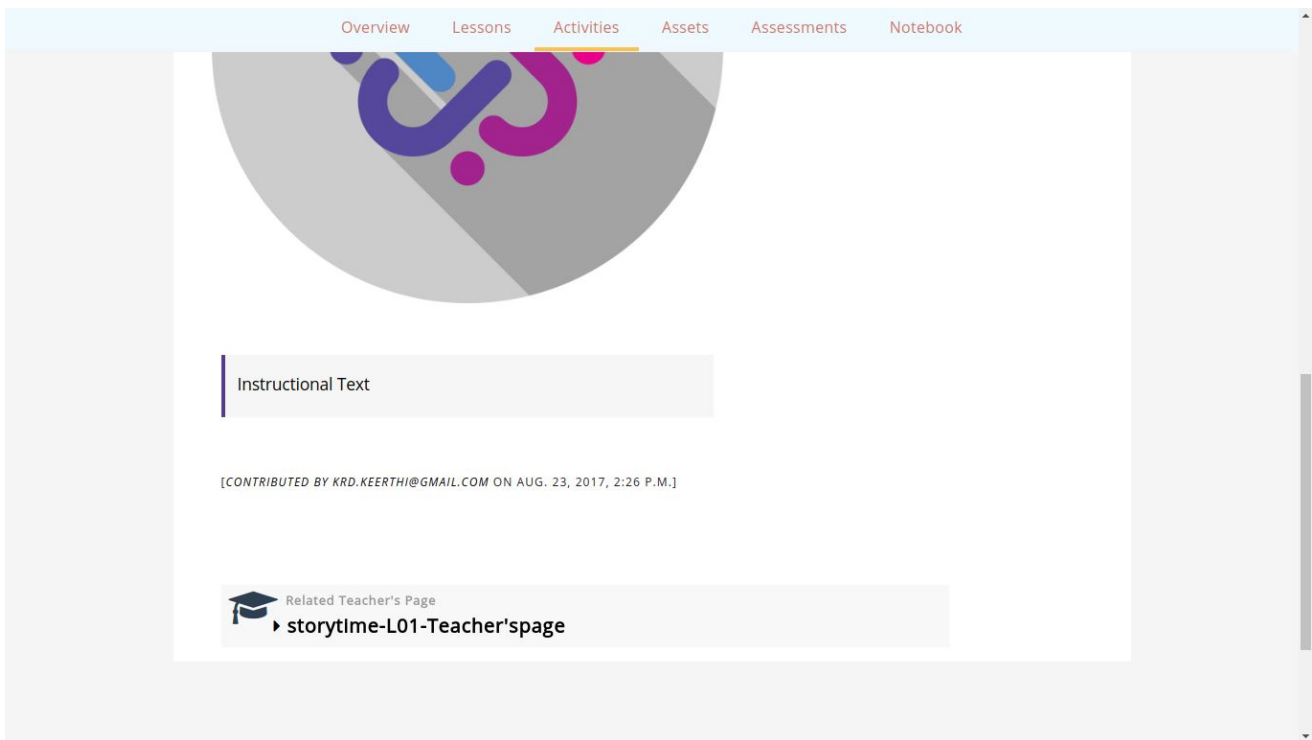 Overview Lessons Activities Assets Assessments Notebook
Instructional Text
[CONTRIBUTED BY KRD.KEERTHI@GMAIL.COM ON AUG. 23, 2017, 2:26 P.M.]
Related Teacher's Page
storytIme-L01-Teacher'spage